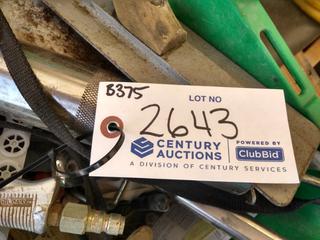 B375
LOT NO
2643
CENTURY AUCTIONS
POWERED BY
ClubBid
A DIVISION OF CENTURY SERVICES